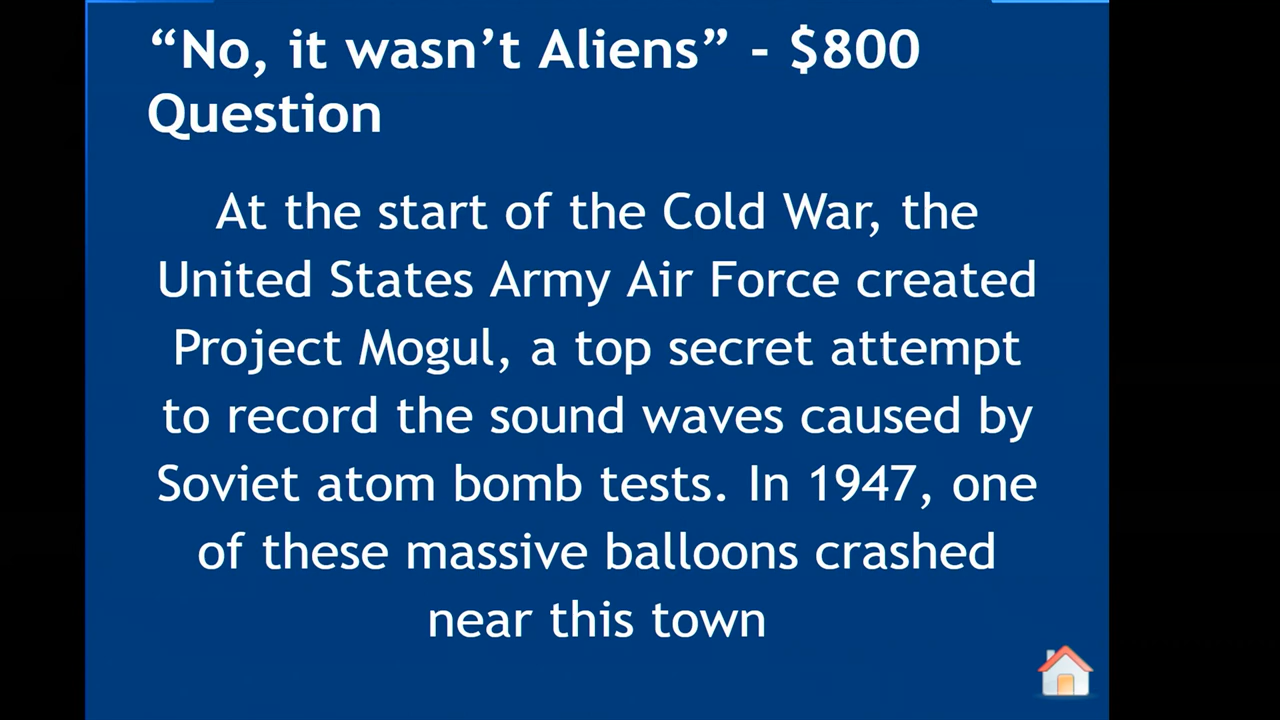 “No, it wasn’t Aliens” - $800
Question
At the start of the Cold War, the
United States Army Air Force created
Project Mogul, a top secret attempt
to record the sound waves caused by
Soviet atom bomb tests. In 1947, one
of these massive balloons crashed
near this town